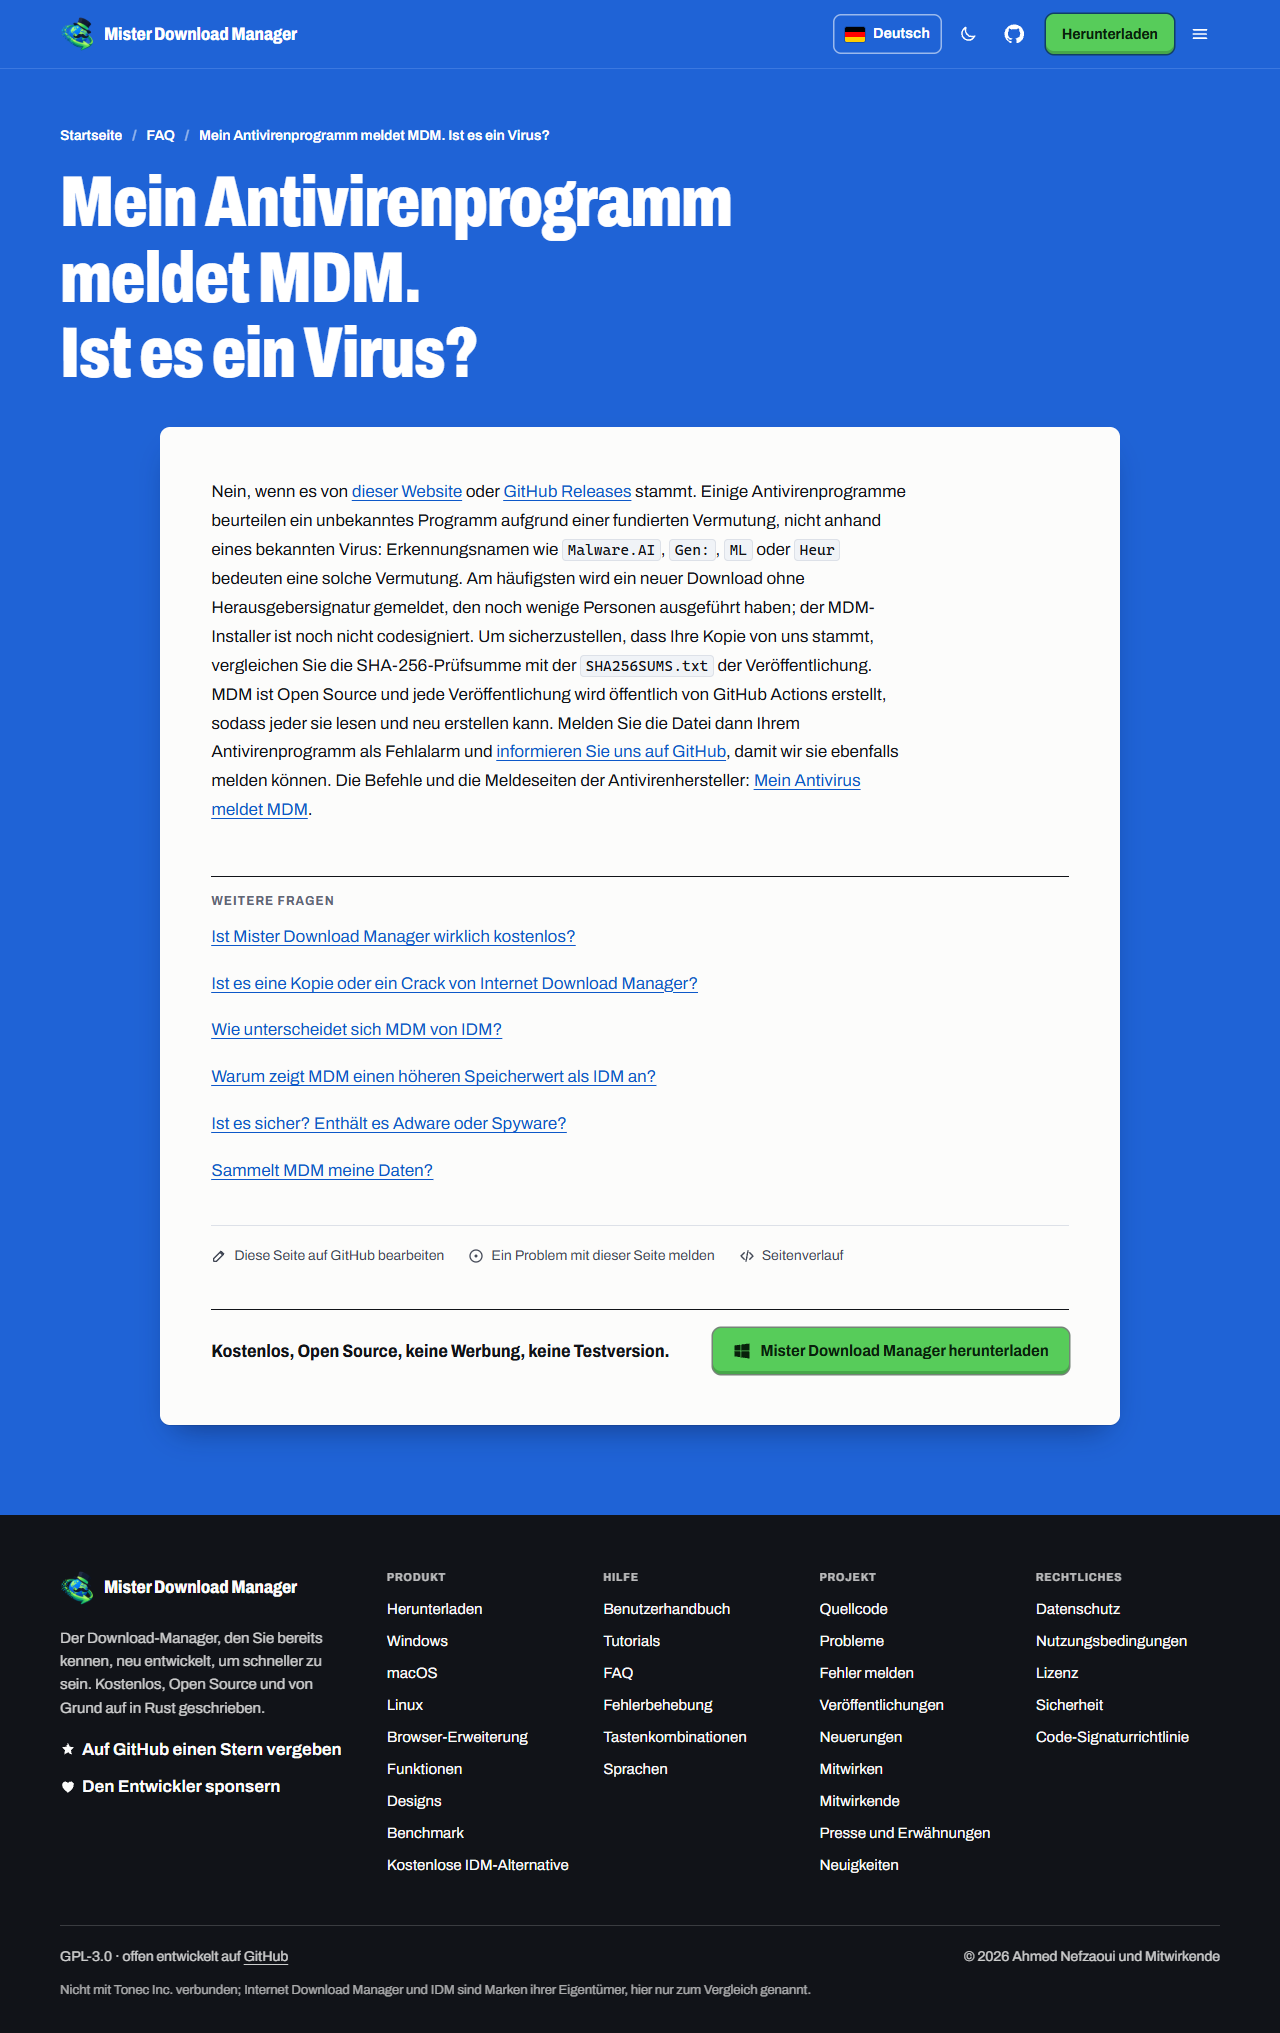 Mister Download Manager
Deutsch
Herunterladen
Startseite / FAQ / Mein Antivirenprogramm meldet MDM. Ist es ein Virus?
Mein Antivirenprogramm
meldet MDM.
Ist es ein Virus?
Nein, wenn es von dieser Website oder GitHub Releases stammt. Einige Antivirenprogramme
beurteilen ein unbekanntes Programm aufgrund einer fundierten Vermutung, nicht anhand
eines bekannten Virus: Erkennungsnamen wie Malware.AI, Gen:, ML oder Heur
bedeuten eine solche Vermutung. Am häufigsten wird ein neuer Download ohne
Herausgebersignatur gemeldet, den noch wenige Personen ausgeführt haben; der MDM-
Installer ist noch nicht codesigniert. Um sicherzustellen, dass Ihre Kopie von uns stammt,
vergleichen Sie die SHA-256-Prüfsumme mit der SHA256SUMS.txt der Veröffentlichung.
MDM ist Open Source und jede Veröffentlichung wird öffentlich von GitHub Actions erstellt,
sodass jeder sie lesen und neu erstellen kann. Melden Sie die Datei dann Ihrem
Antivirenprogramm als Fehlalarm und informieren Sie uns auf GitHub, damit wir sie ebenfalls
melden können. Die Befehle und die Meldeseiten der Antivirenhersteller: Mein Antivirus
meldet MDM.
WEITERE FRAGEN
Ist Mister Download Manager wirklich kostenlos?
Ist es eine Kopie oder ein Crack von Internet Download Manager?
Wie unterscheidet sich MDM von IDM?
Warum zeigt MDM einen höheren Speicherwert als IDM an?
Ist es sicher? Enthält es Adware oder Spyware?
Sammelt MDM meine Daten?
Diese Seite auf GitHub bearbeiten
Ein Problem mit dieser Seite melden
Seitenverlauf
Kostenlos, Open Source, keine Werbung, keine Testversion.
Mister Download Manager herunterladen
Mister Download Manager
Der Download-Manager, den Sie bereits
kennen, neu entwickelt, um schneller zu
sein. Kostenlos, Open Source und von
Grund auf in Rust geschrieben.
Auf GitHub einen Stern vergeben
Den Entwickler sponsern
PRODUKT
Herunterladen
Windows
macOS
Linux
Browser-Erweiterung
Funktionen
Designs
Benchmark
Kostenlose IDM-Alternative
HILFE
Benutzerhandbuch
Tutorials
FAQ
Fehlerbehebung
Tastenkombinationen
Sprachen
PROJEKT
Quellcode
Probleme
Fehler melden
Veröffentlichungen
Neuerungen
Mitwirken
Mitwirkende
Presse und Erwähnungen
Neuigkeiten
RECHTLICHES
Datenschutz
Nutzungsbedingungen
Lizenz
Sicherheit
Code-Signaturrichtlinie
GPL-3.0 · offen entwickelt auf GitHub
© 2026 Ahmed Nefzaoui und Mitwirkende
Nicht mit Tonec Inc. verbunden; Internet Download Manager und IDM sind Marken ihrer Eigentümer, hier nur zum Vergleich genannt.